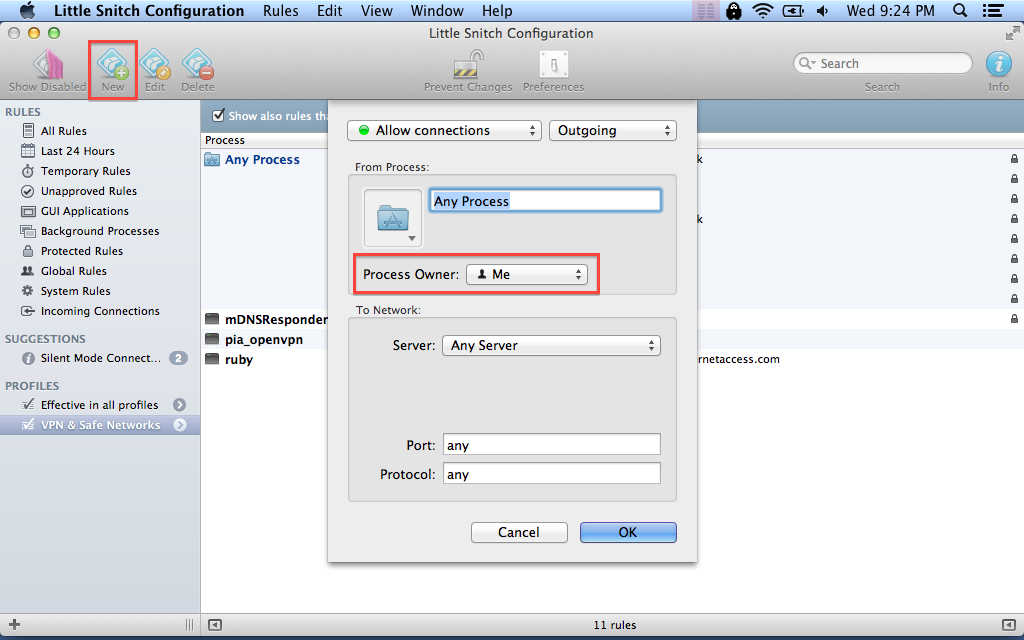 Little Snitch Configuration Rules Edit View Window Help Wed 9:24 PM
Little Snitch Configuration
Show Disabled New Edit Delete Prevent Changes Preferences Search Search Info
RULES
All Rules
Last 24 Hours
Temporary Rules
Unapproved Rules
GUI Applications
Background Processes
Protected Rules
Global Rules
System Rules
Incoming Connections
SUGGESTIONS
Silent Mode Connect... 2
PROFILES
Effective in all profiles
VPN & Safe Networks
Show also rules tha
Process
Any Process
k
k
mDNSResponder
pia_openvpn
ruby
rnetaccess.com
Allow connections Outgoing
From Process:
Any Process
Process Owner: Me
To Network:
Server: Any Server
Port: any
Protocol: any
Cancel OK
11 rules